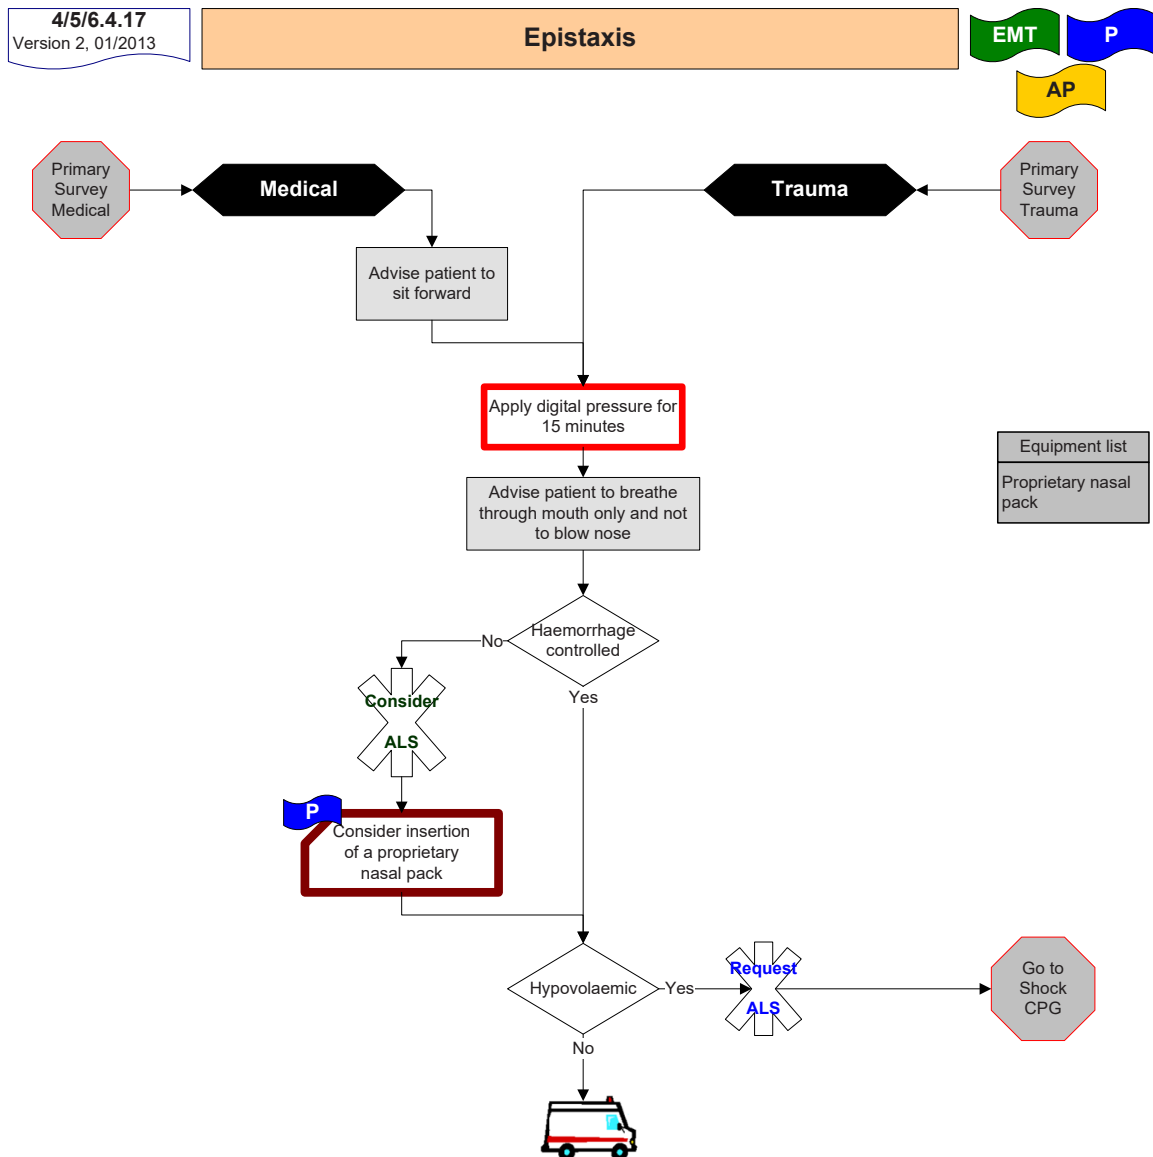 4/5/6.4.17
Version 2, 01/2013
Epistaxis
EMT
P
AP
Primary
Survey
Medical
Medical
Trauma
Primary
Survey
Trauma
Advise patient to
sit forward
Apply digital pressure for
15 minutes
Equipment list
Proprietary nasal
pack
Advise patient to breathe
through mouth only and not
to blow nose
Haemorrhage
controlled
No
Yes
Consider
ALS
P
Consider insertion
of a proprietary
nasal pack
Hypovolaemic
Yes
Request
ALS
Go to
Shock
CPG
No